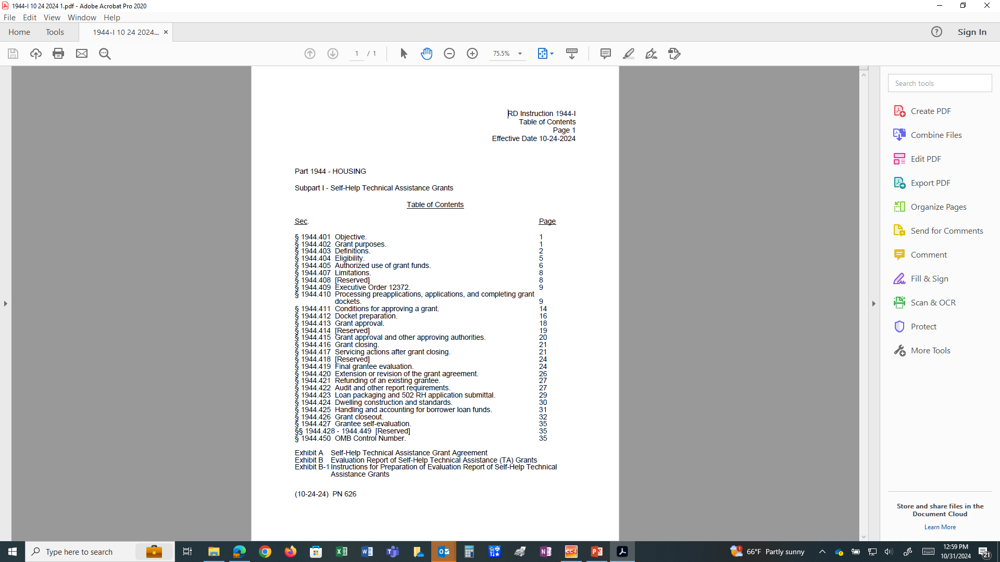 1944-I 10 24 2024 1.pdf - Adobe Acrobat Pro 2020
File Edit View Window Help
Home Tools 1944-I 10 24 2024... × Sign In
1 / 1 75.5%
Search tools
Create PDF
Combine Files
Edit PDF
Export PDF
Organize Pages
Send for Comments
Comment
Fill & Sign
Scan & OCR
Protect
More Tools
Store and share files in the
Document Cloud
Learn More
RD Instruction 1944-I
Table of Contents
Page 1
Effective Date 10-24-2024
Part 1944 - HOUSING
Subpart I - Self-Help Technical Assistance Grants
Table of Contents
Sec. Page
§ 1944.401 Objective. 1
§ 1944.402 Grant purposes. 1
§ 1944.403 Definitions. 2
§ 1944.404 Eligibility. 5
§ 1944.405 Authorized use of grant funds. 6
§ 1944.407 Limitations. 8
§ 1944.408 [Reserved] 8
§ 1944.409 Executive Order 12372. 9
§ 1944.410 Processing preapplications, applications, and completing grant
dockets. 9
§ 1944.411 Conditions for approving a grant. 14
§ 1944.412 Docket preparation. 16
§ 1944.413 Grant approval. 18
§ 1944.414 [Reserved] 19
§ 1944.415 Grant approval and other approving authorities. 20
§ 1944.416 Grant closing. 21
§ 1944.417 Servicing actions after grant closing. 21
§ 1944.418 [Reserved] 24
§ 1944.419 Final grantee evaluation. 24
§ 1944.420 Extension or revision of the grant agreement. 26
§ 1944.421 Refunding of an existing grantee. 27
§ 1944.422 Audit and other report requirements. 27
§ 1944.423 Loan packaging and 502 RH application submittal. 29
§ 1944.424 Dwelling construction and standards. 30
§ 1944.425 Handling and accounting for borrower loan funds. 31
§ 1944.426 Grant closeout. 32
§ 1944.427 Grantee self-evaluation. 35
§§ 1944.428 - 1944.449 [Reserved] 35
§ 1944.450 OMB Control Number. 35
Exhibit A Self-Help Technical Assistance Grant Agreement
Exhibit B Evaluation Report of Self-Help Technical Assistance (TA) Grants
Exhibit B-1 Instructions for Preparation of Evaluation Report of Self-Help Technical
Assistance Grants
(10-24-24) PN 626
Type here to search
CC4
1
66°F Partly sunny
12:59 PM
10/31/2024
21